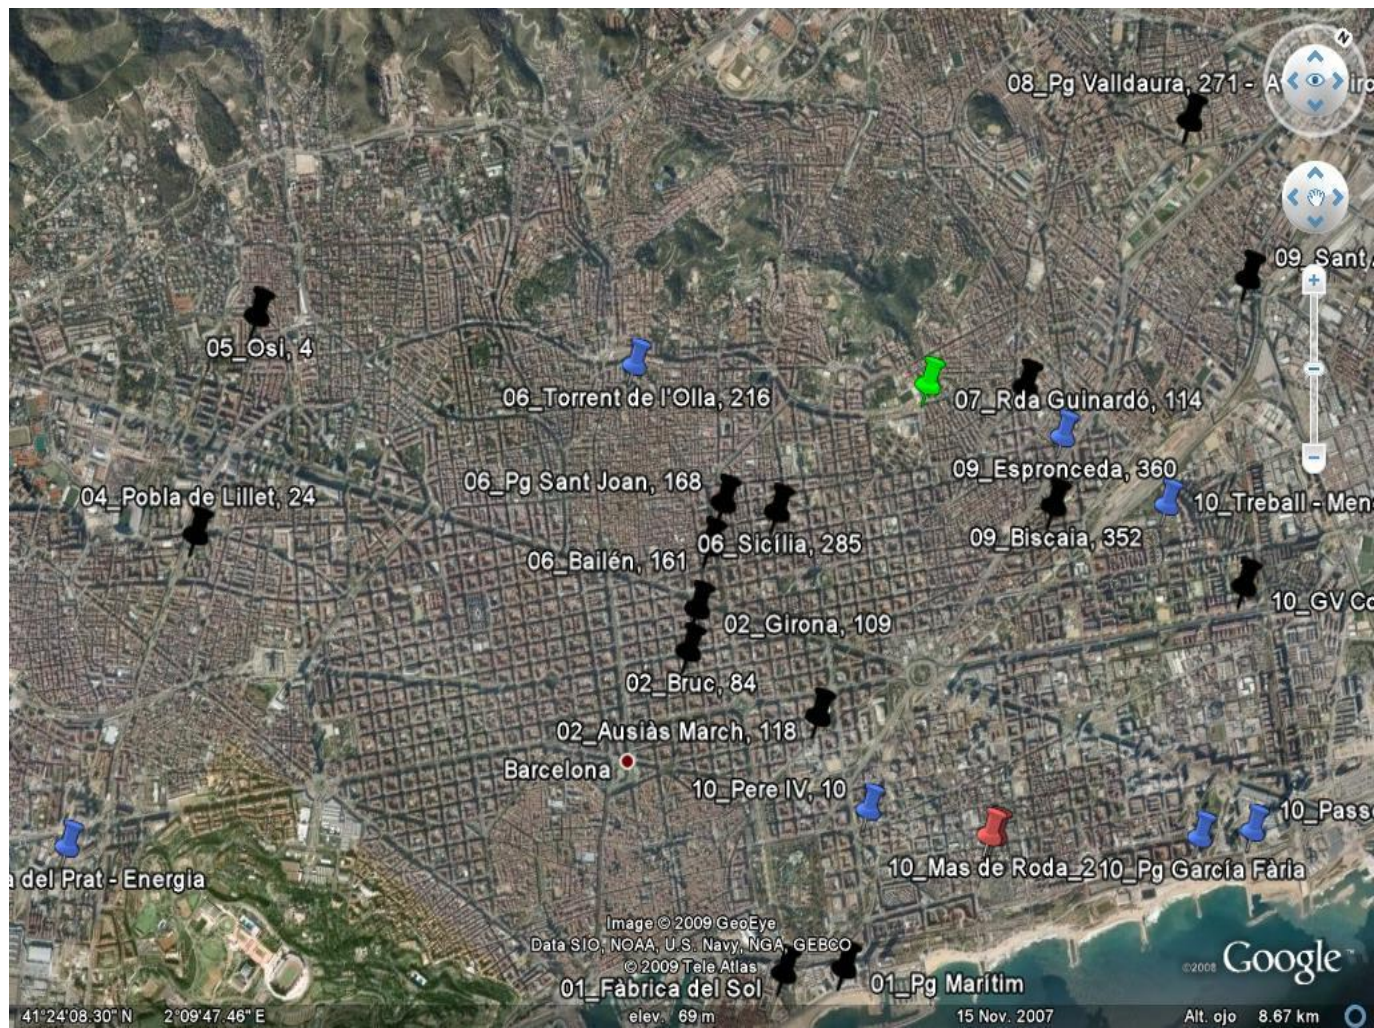 N
08_Pg Valldaura, 271 - A
09_Sant
05_Osi, 4
06_Torrent de l'Olla, 216
07_Rda Guinardó, 114
09_Espronceda, 360
06_Pg Sant Joan, 168
04_Pobla de Lillet, 24
10_Treball - Men
09_Biscaia, 352
06_Sicília, 285
06_Bailén, 161
10_GV Co
02_Girona, 109
02_Bruc, 84
02_Ausiàs March, 118
Barcelona
10_Pere IV, 10
10_Pass
10_Mas de Roda_2
10_Pg García Fària
a del Prat - Energia
Image © 2009 GeoEye
Data SIO, NOAA, U.S. Navy, NGA, GEBCO
© 2009 Tele Atlas
©2008 Google
01_Fàbrica del Sol
01_Pg Marítim
41°24'08.30" N 2°09'47.46" E elev. 69 m 15 Nov. 2007 Alt. ojo 8.67 km